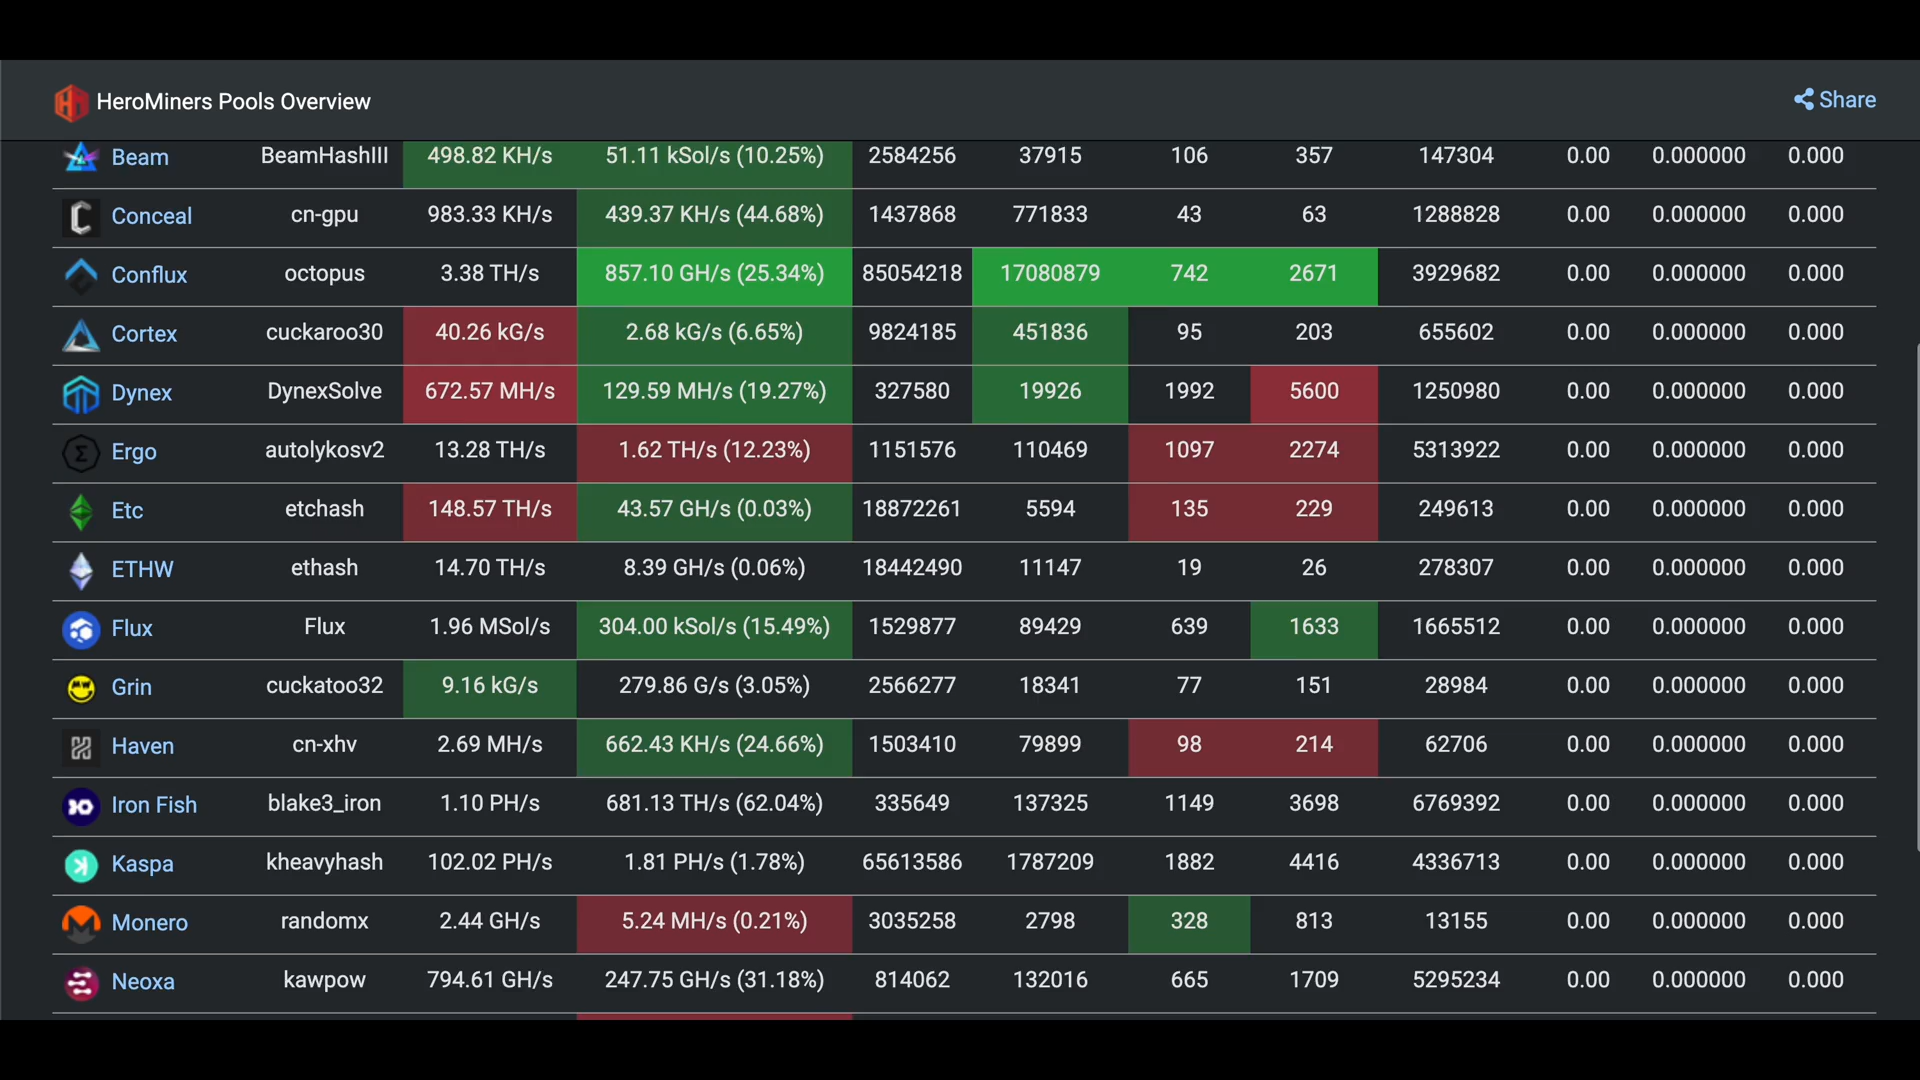 HeroMiners Pools Overview
Share
Beam BeamHashIII 498.82 KH/s 51.11 kSol/s (10.25%) 2584256 37915 106 357 147304 0.00 0.000000 0.000
Conceal cn-gpu 983.33 KH/s 439.37 KH/s (44.68%) 1437868 771833 43 63 1288828 0.00 0.000000 0.000
Conflux octopus 3.38 TH/s 857.10 GH/s (25.34%) 85054218 17080879 742 2671 3929682 0.00 0.000000 0.000
Cortex cuckaroo30 40.26 kG/s 2.68 kG/s (6.65%) 9824185 451836 95 203 655602 0.00 0.000000 0.000
Dynex DynexSolve 672.57 MH/s 129.59 MH/s (19.27%) 327580 19926 1992 5600 1250980 0.00 0.000000 0.000
Ergo autolykosv2 13.28 TH/s 1.62 TH/s (12.23%) 1151576 110469 1097 2274 5313922 0.00 0.000000 0.000
Etc etchash 148.57 TH/s 43.57 GH/s (0.03%) 18872261 5594 135 229 249613 0.00 0.000000 0.000
ETHW ethash 14.70 TH/s 8.39 GH/s (0.06%) 18442490 11147 19 26 278307 0.00 0.000000 0.000
Flux Flux 1.96 MSol/s 304.00 kSol/s (15.49%) 1529877 89429 639 1633 1665512 0.00 0.000000 0.000
Grin cuckatoo32 9.16 kG/s 279.86 G/s (3.05%) 2566277 18341 77 151 28984 0.00 0.000000 0.000
Haven cn-xhv 2.69 MH/s 662.43 KH/s (24.66%) 1503410 79899 98 214 62706 0.00 0.000000 0.000
Iron Fish blake3_iron 1.10 PH/s 681.13 TH/s (62.04%) 335649 137325 1149 3698 6769392 0.00 0.000000 0.000
Kaspa kheavyhash 102.02 PH/s 1.81 PH/s (1.78%) 65613586 1787209 1882 4416 4336713 0.00 0.000000 0.000
Monero randomx 2.44 GH/s 5.24 MH/s (0.21%) 3035258 2798 328 813 13155 0.00 0.000000 0.000
Neoxa kawpow 794.61 GH/s 247.75 GH/s (31.18%) 814062 132016 665 1709 5295234 0.00 0.000000 0.000